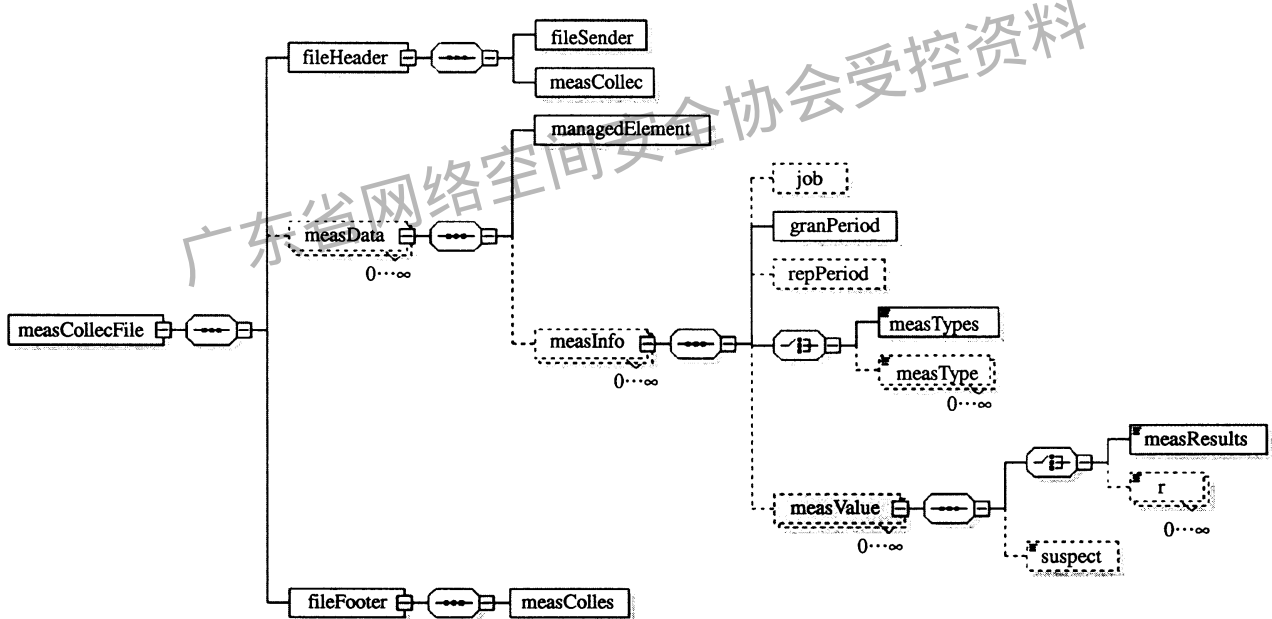 fileHeader
fileSender
measCollec
广东省网络空间安全协会受控资料
managedElement
measData
0…∞
job
granPeriod
repPeriod
measCollecFile
measInfo
0…∞
measTypes
measType
0…∞
measResults
r
0…∞
measValue
0…∞
suspect
fileFooter
measColles